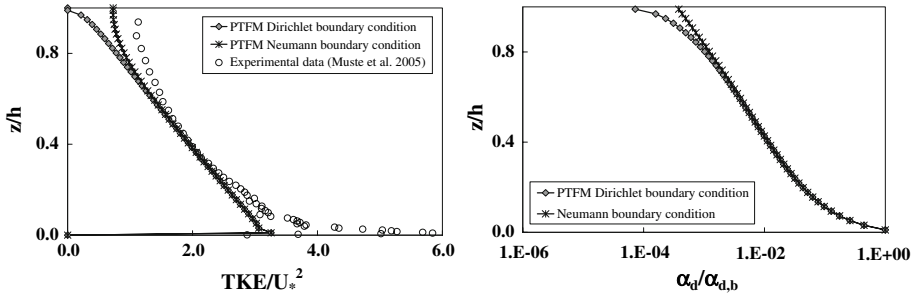 0.8
0.4
0.0
z/h
PTFM Dirichlet boundary condition
PTFM Neumann boundary condition
Experimental data (Muste et al. 2005)
0.0 2.0 4.0 6.0
TKE/U*²
0.8
0.4
0.0
z/h
PTFM Dirichlet boundary condition
Neumann boundary condition
1.E-06 1.E-04 1.E-02 1.E+00
αd/αd,b